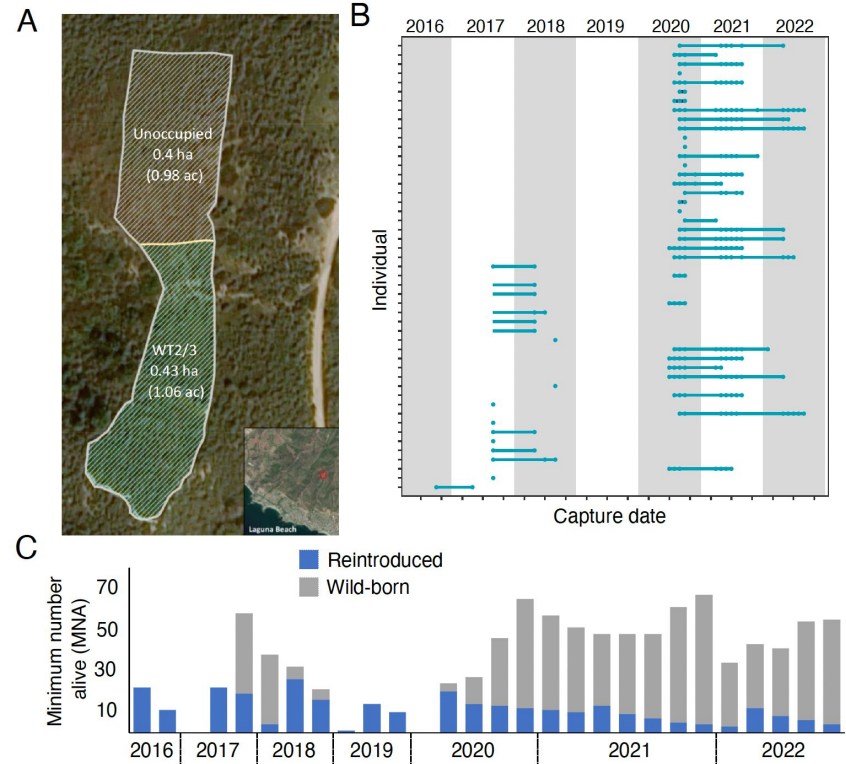 A
Unoccupied
0.4 ha
(0.98 ac)
WT2/3
0.43 ha
(1.06 ac)
Laguna Beach
B
2016 2017 2018 2019 2020 2021 2022
Individual
Capture date
C
Reintroduced
Wild-born
Minimum number
alive (MNA)
70
50
30
10
2016 2017 2018 2019 2020 2021 2022